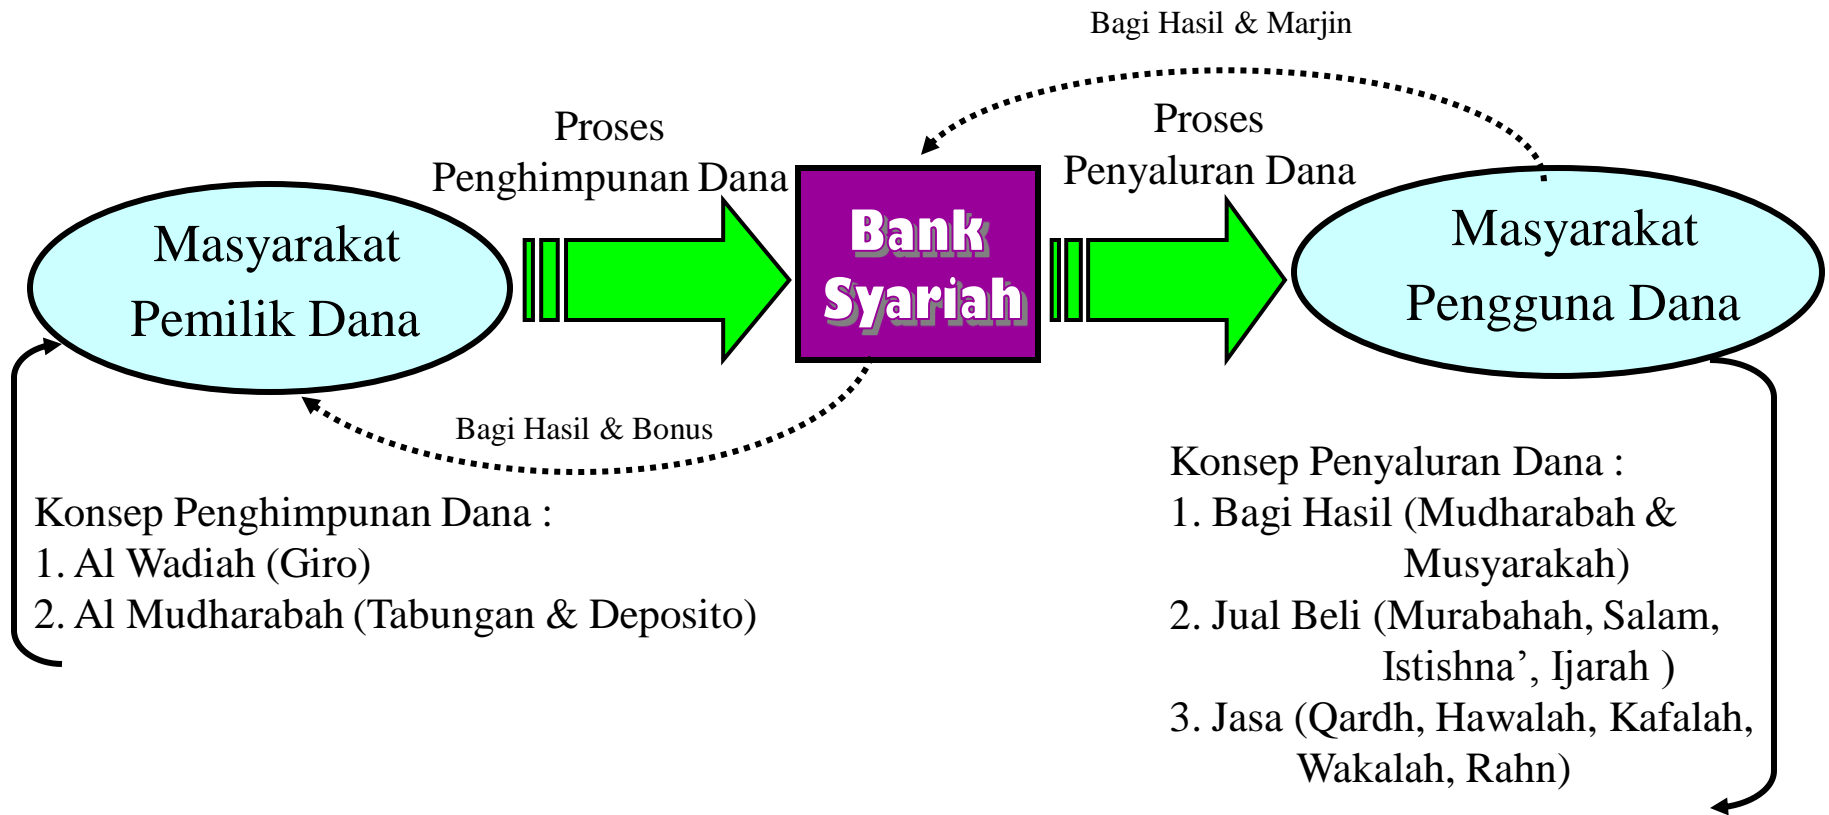 Bagi Hasil & Marjin
Proses
Penghimpunan Dana
Proses
Penyaluran Dana
Masyarakat
Pemilik Dana
Bank
Syariah
Masyarakat
Pengguna Dana
Bagi Hasil & Bonus
Konsep Penghimpunan Dana :
1. Al Wadiah (Giro)
2. Al Mudharabah (Tabungan & Deposito)
Konsep Penyaluran Dana :
1. Bagi Hasil (Mudharabah &
Musyarakah)
2. Jual Beli (Murabahah, Salam,
Istishna’, Ijarah )
3. Jasa (Qardh, Hawalah, Kafalah,
Wakalah, Rahn)